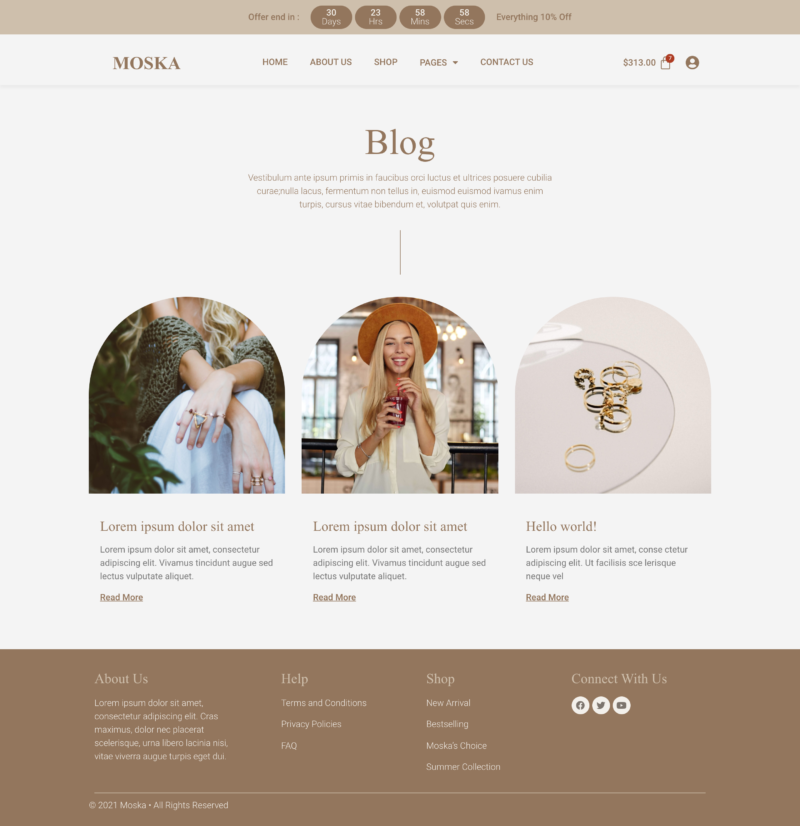 Offer end in :
30 Days
23 Hrs
58 Mins
58 Secs
Everything 10% Off
MOSKA
HOME
ABOUT US
SHOP
PAGES
CONTACT US
$313.00
7
Blog
Vestibulum ante ipsum primis in faucibus orci luctus et ultrices posuere cubilia
curae;nulla lacus, fermentum non tellus in, euismod euismod ivamus enim
turpis, cursus vitae bibendum et, volutpat quis enim.
Lorem ipsum dolor sit amet
Lorem ipsum dolor sit amet, consectetur
adipiscing elit. Vivamus tincidunt augue sed
lectus vulputate aliquet.
Read More
Lorem ipsum dolor sit amet
Lorem ipsum dolor sit amet, consectetur
adipiscing elit. Vivamus tincidunt augue sed
lectus vulputate aliquet.
Read More
Hello world!
Lorem ipsum dolor sit amet, conse ctetur
adipiscing elit. Ut facilisis sce lerisque
neque vel
Read More
About Us
Lorem ipsum dolor sit amet,
consectetur adipiscing elit. Cras
maximus, dolor nec placerat
scelerisque, urna libero lacinia nisi,
vitae viverra augue turpis eget dui.
Help
Terms and Conditions
Privacy Policies
FAQ
Shop
New Arrival
Bestselling
Moska's Choice
Summer Collection
Connect With Us
© 2021 Moska • All Rights Reserved